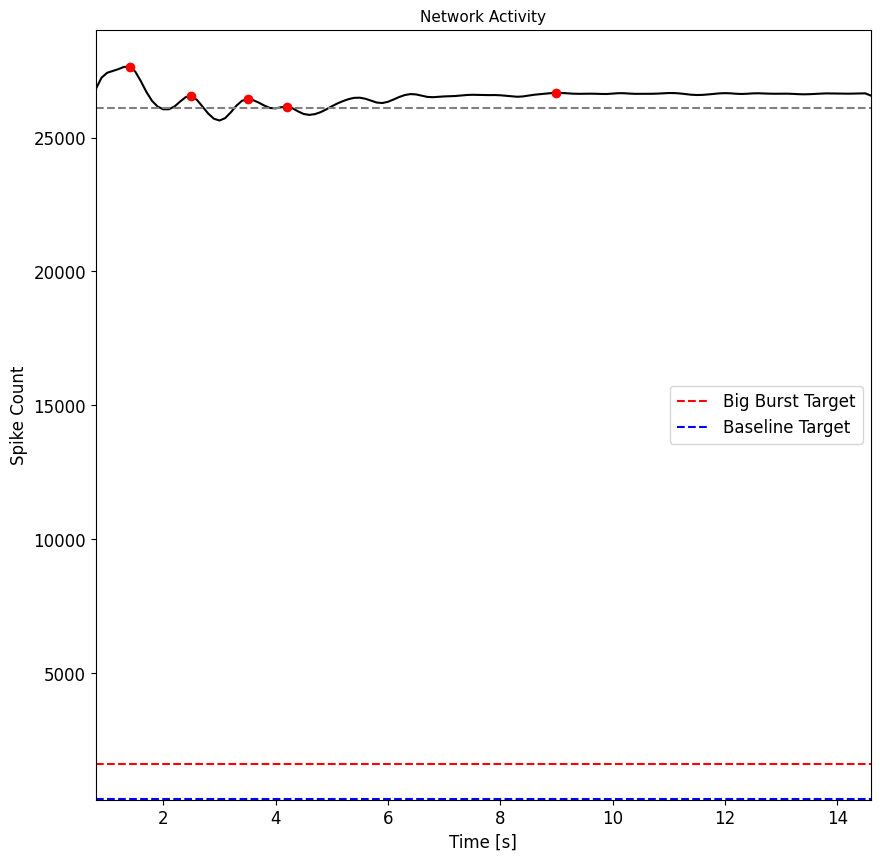 Network Activity
Spike Count
25000
20000
15000
10000
5000
Big Burst Target
Baseline Target
2 4 6 8 10 12 14
Time [s]